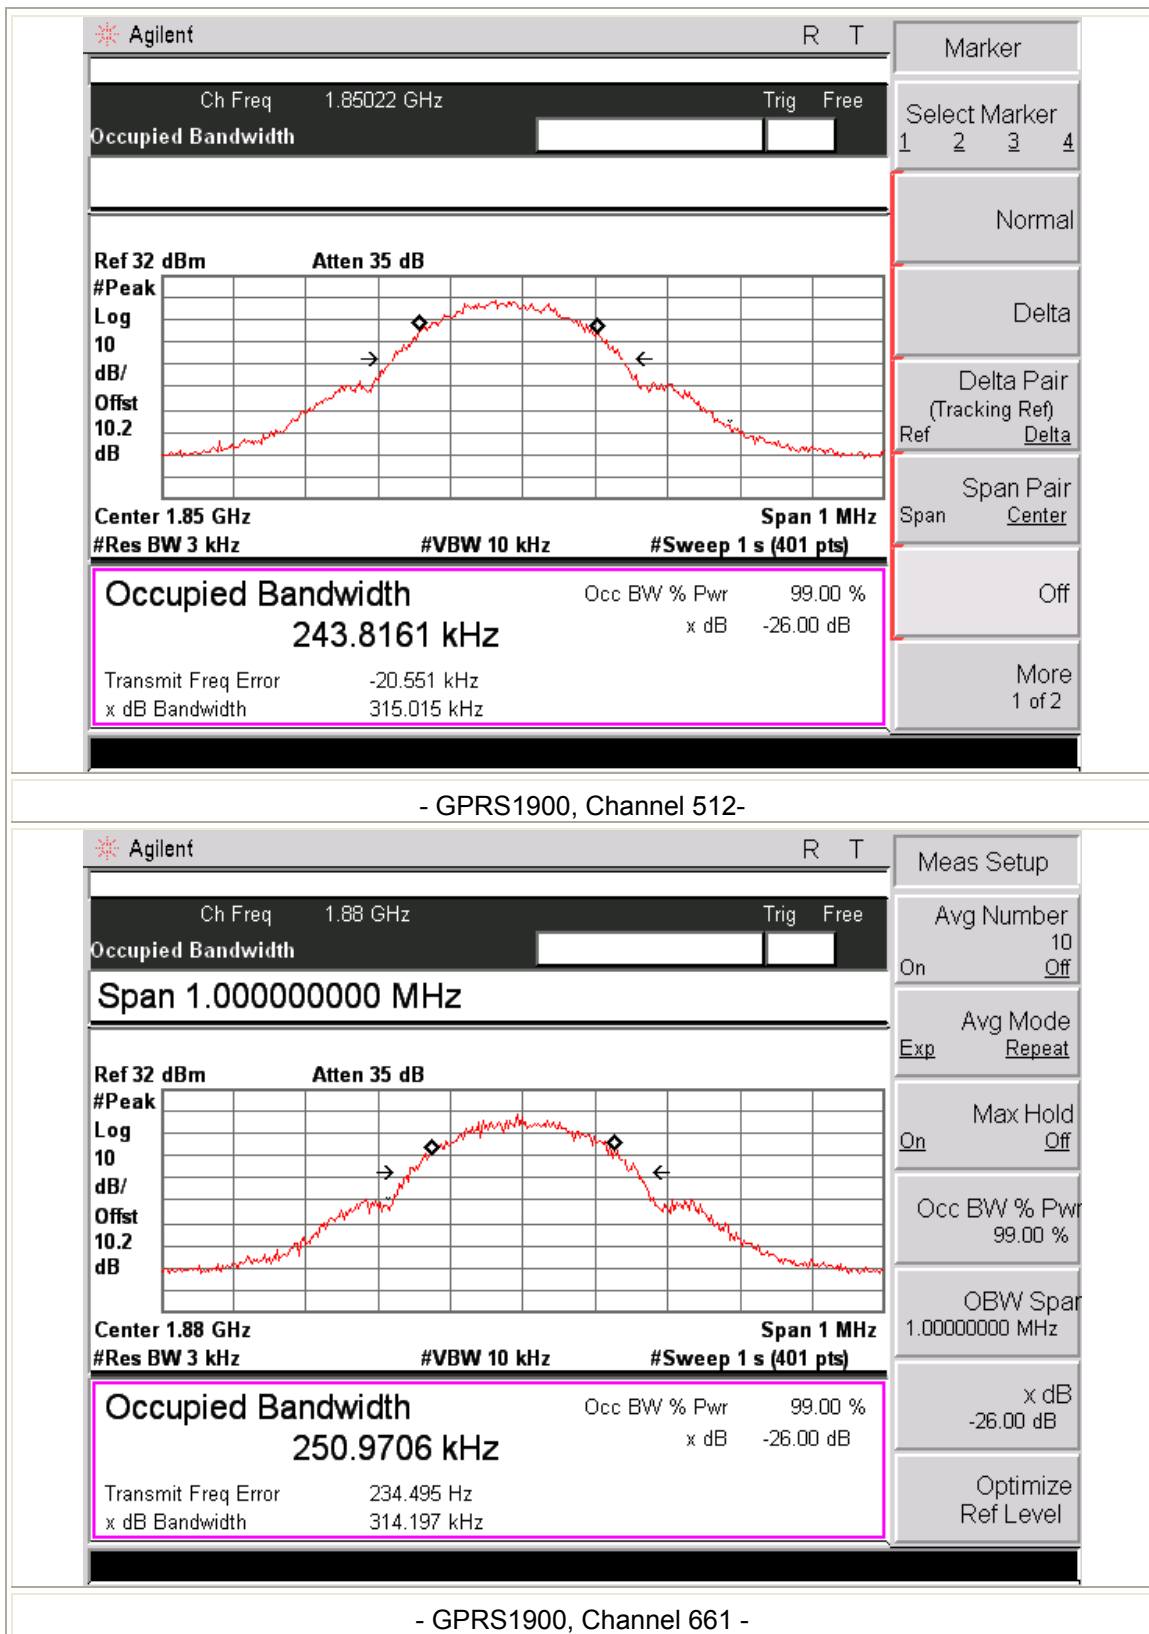 Agilent R T
Marker
Ch Freq 1.85022 GHz Trig Free
Occupied Bandwidth
Select Marker
1 2 3 4
Normal
Delta
Delta Pair
(Tracking Ref)
Ref Delta
Span Pair
Span Center
Off
More
1 of 2
Ref 32 dBm Atten 35 dB
#Peak
Log
10
dB/
Offst
10.2
dB
Center 1.85 GHz Span 1 MHz
#Res BW 3 kHz #VBW 10 kHz #Sweep 1 s (401 pts)
Occupied Bandwidth Occ BW % Pwr 99.00 %
243.8161 kHz x dB -26.00 dB
Transmit Freq Error -20.551 kHz
x dB Bandwidth 315.015 kHz
- GPRS1900, Channel 512-
Agilent R T
Meas Setup
Ch Freq 1.88 GHz Trig Free
Occupied Bandwidth
Span 1.000000000 MHz
Avg Number
10
On Off
Avg Mode
Exp Repeat
Max Hold
On Off
Occ BW % Pwr
99.00 %
OBW Span
1.00000000 MHz
x dB
-26.00 dB
Optimize
Ref Level
Ref 32 dBm Atten 35 dB
#Peak
Log
10
dB/
Offst
10.2
dB
Center 1.88 GHz Span 1 MHz
#Res BW 3 kHz #VBW 10 kHz #Sweep 1 s (401 pts)
Occupied Bandwidth Occ BW % Pwr 99.00 %
250.9706 kHz x dB -26.00 dB
Transmit Freq Error 234.495 Hz
x dB Bandwidth 314.197 kHz
- GPRS1900, Channel 661 -